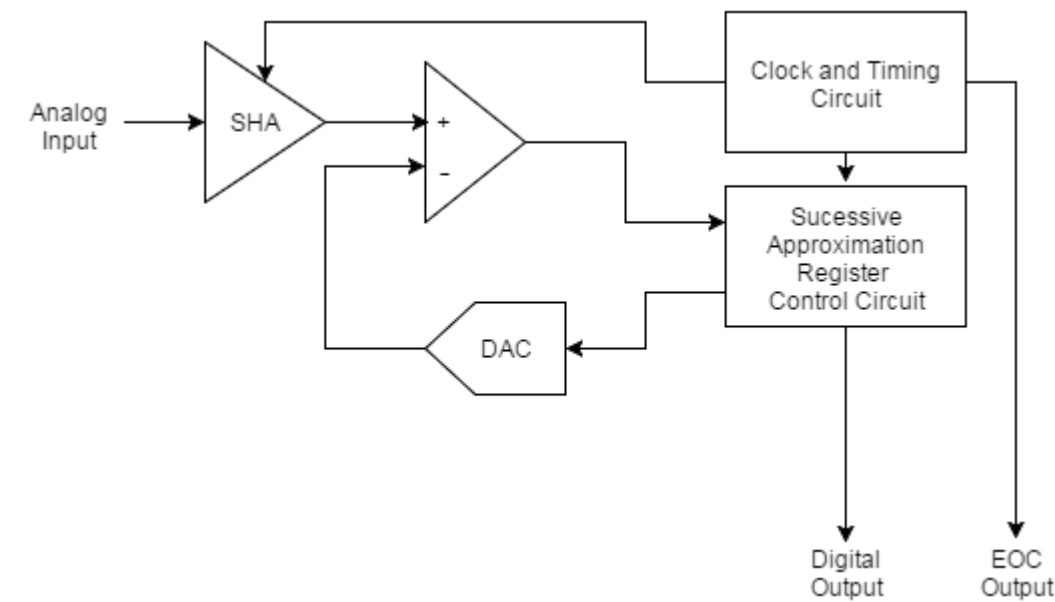 Analog
Input
SHA
+
-
Clock and Timing
Circuit
Sucessive
Approximation
Register
Control Circuit
DAC
Digital
Output
EOC
Output